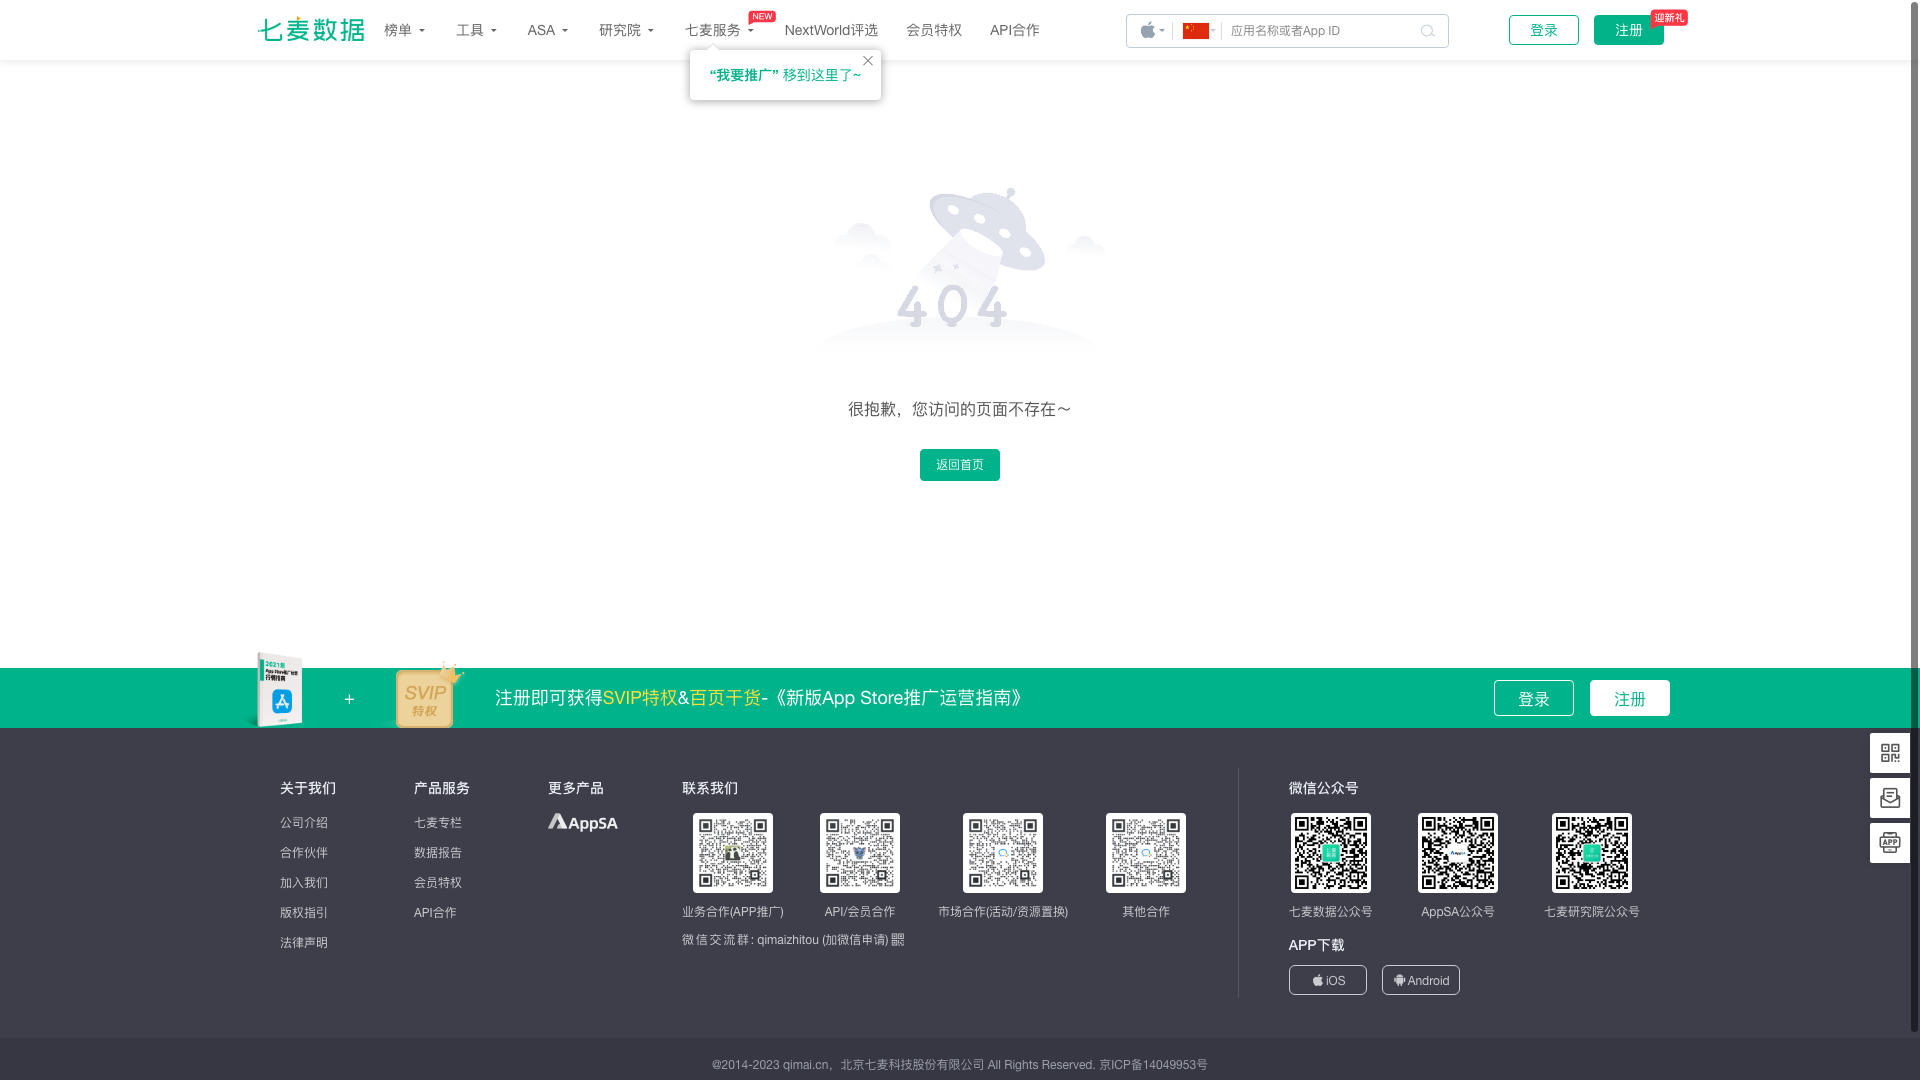 七麦数据
榜单
工具
ASA
研究院
七麦服务
NEW
NextWorld评选
会员特权
API合作
应用名称或者App ID
登录
注册
迎新礼
“我要推广” 移到这里了~
404
很抱歉，您访问的页面不存在～
返回首页
2021年
+
SVIP
特权
注册即可获得SVIP特权&百页干货-《新版App Store推广运营指南》
登录
注册
关于我们
公司介绍
合作伙伴
加入我们
版权指引
法律声明
产品服务
七麦专栏
数据报告
会员特权
API合作
更多产品
AppSA
联系我们
业务合作(APP推广)
API/会员合作
市场合作(活动/资源置换)
其他合作
微信交流群: qimaizhitou (加微信申请)
微信公众号
七麦数据公众号
AppSA公众号
七麦研究院公众号
APP下载
iOS
Android
APP
@2014-2023 qimai.cn，北京七麦科技股份有限公司 All Rights Reserved. 京ICP备14049953号